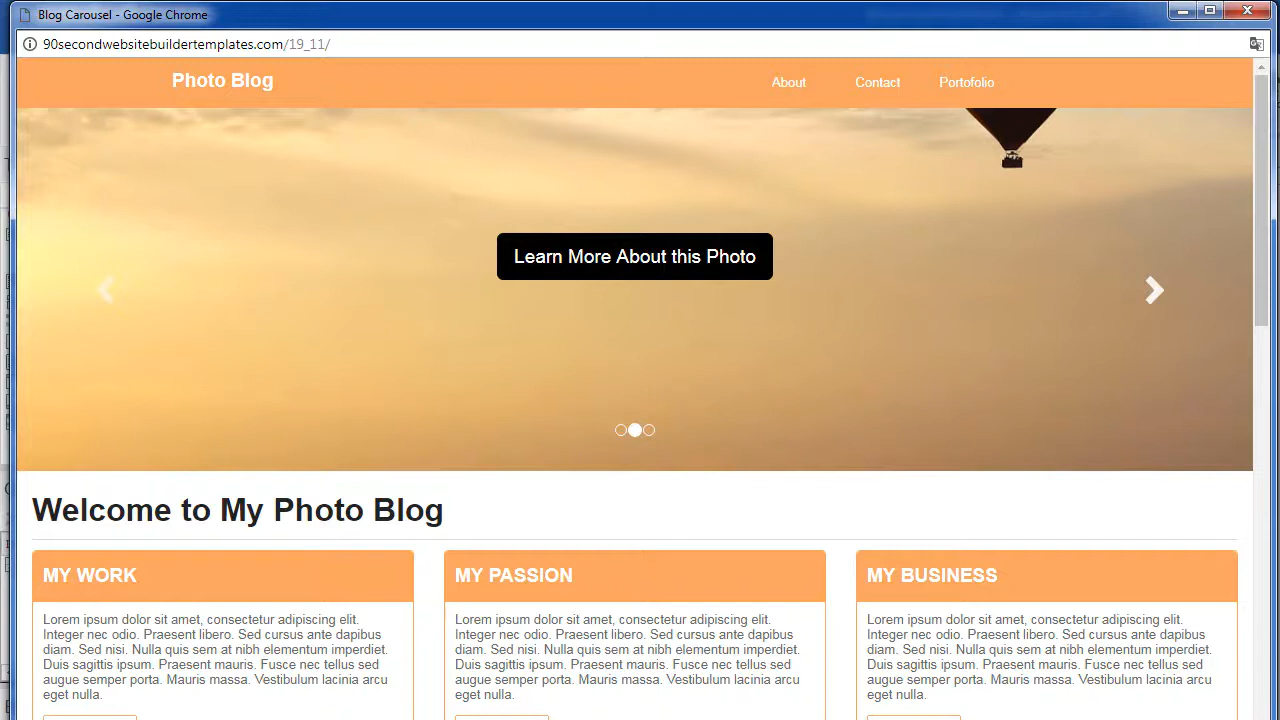 Blog Carousel - Google Chrome
90secondwebsitebuildertemplates.com/19_11/
Photo Blog
About
Contact
Portofolio
Learn More About this Photo
Welcome to My Photo Blog
MY WORK
Lorem ipsum dolor sit amet, consectetur adipiscing elit.
Integer nec odio. Praesent libero. Sed cursus ante dapibus
diam. Sed nisi. Nulla quis sem at nibh elementum imperdiet.
Duis sagittis ipsum. Praesent mauris. Fusce nec tellus sed
augue semper porta. Mauris massa. Vestibulum lacinia arcu
eget nulla.
MY PASSION
Lorem ipsum dolor sit amet, consectetur adipiscing elit.
Integer nec odio. Praesent libero. Sed cursus ante dapibus
diam. Sed nisi. Nulla quis sem at nibh elementum imperdiet.
Duis sagittis ipsum. Praesent mauris. Fusce nec tellus sed
augue semper porta. Mauris massa. Vestibulum lacinia arcu
eget nulla.
MY BUSINESS
Lorem ipsum dolor sit amet, consectetur adipiscing elit.
Integer nec odio. Praesent libero. Sed cursus ante dapibus
diam. Sed nisi. Nulla quis sem at nibh elementum imperdiet.
Duis sagittis ipsum. Praesent mauris. Fusce nec tellus sed
augue semper porta. Mauris massa. Vestibulum lacinia arcu
eget nulla.